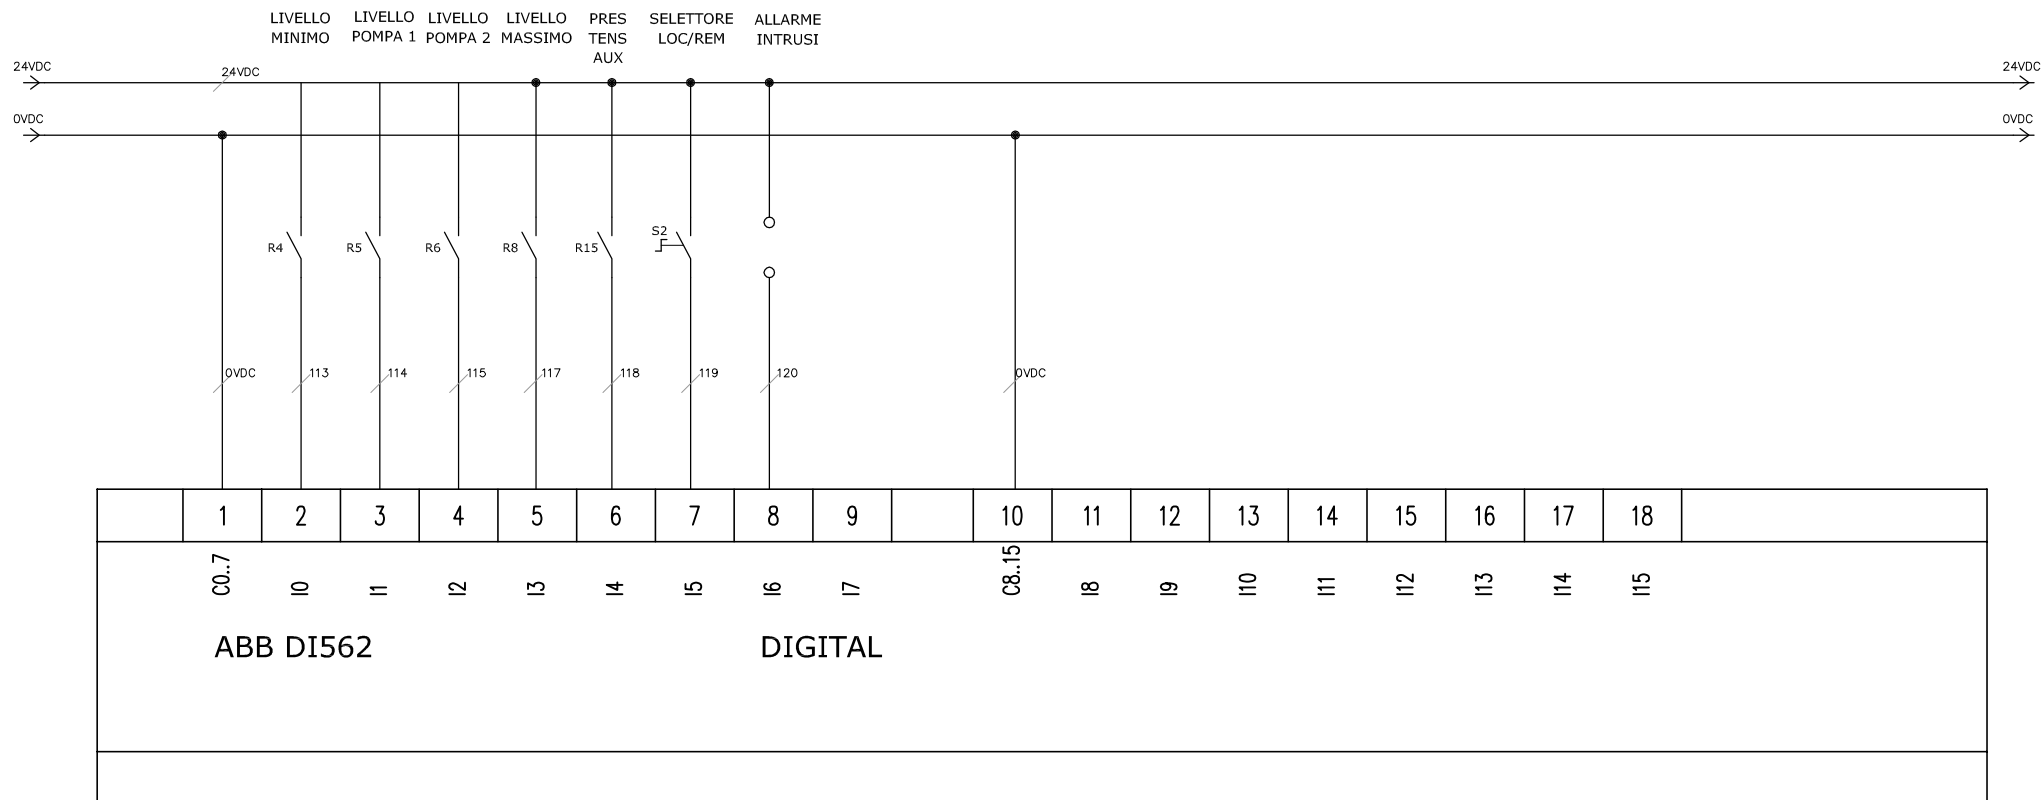 LIVELLO
MINIMO
LIVELLO
POMPA 1
LIVELLO
POMPA 2
LIVELLO
MASSIMO
PRES
TENS
AUX
SELETTORE
LOC/REM
ALLARME
INTRUSI
24VDC
24VDC
24VDC
0VDC
0VDC
R4
R5
R6
R8
R15
S2
0VDC
113
114
115
117
118
119
120
0VDC
1
2
3
4
5
6
7
8
9
10
11
12
13
14
15
16
17
18
C0..7
I0
I1
I2
I3
I4
I5
I6
I7
C8..15
I8
I9
I10
I11
I12
I13
I14
I15
ABB DI562
DIGITAL